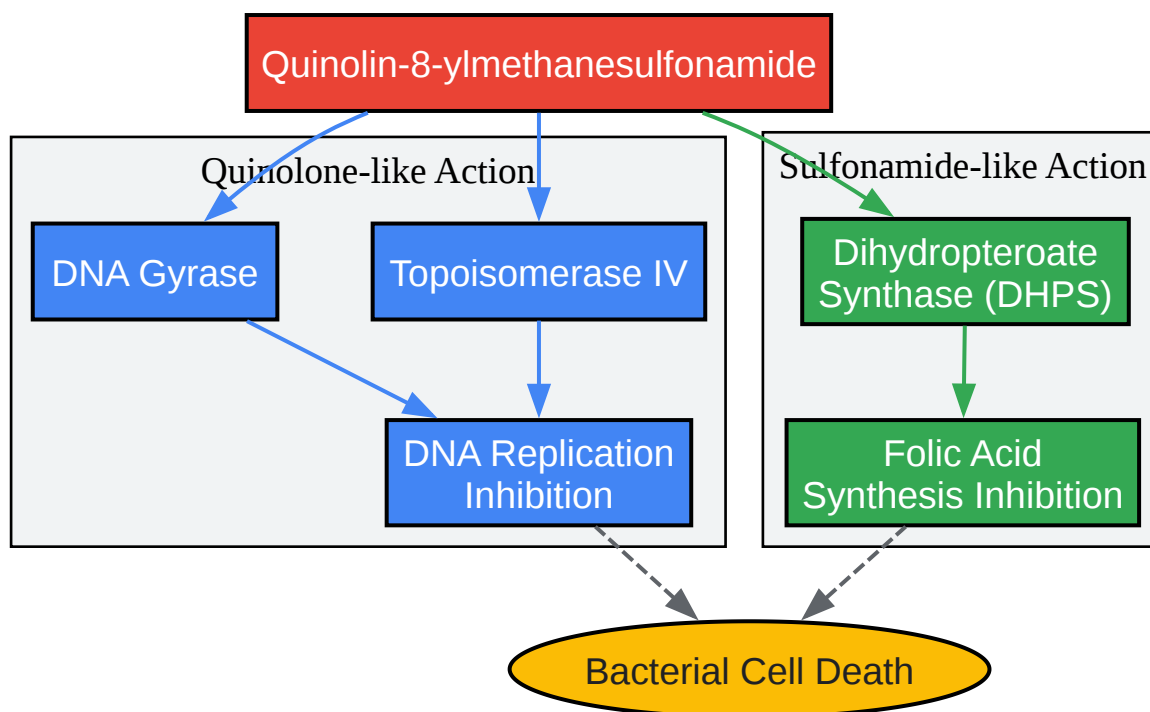 Quinolin-8-ylmethanesulfonamide
Quinolone-like Action
Sulfonamide-like Action
DNA Gyrase
Topoisomerase IV
Dihydropteroate
Synthase (DHPS)
DNA Replication
Inhibition
Folic Acid
Synthesis Inhibition
Bacterial Cell Death